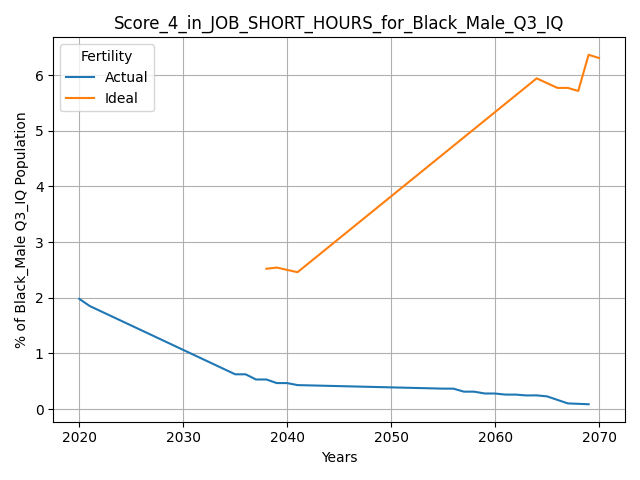 Score_4_in_JOB_SHORT_HOURS_for_Black_Male_Q3_IQ
Fertility
Actual
Ideal
% of Black_Male Q3_IQ Population
6
5
4
3
2
1
0
2020
2030
2040
2050
2060
2070
Years